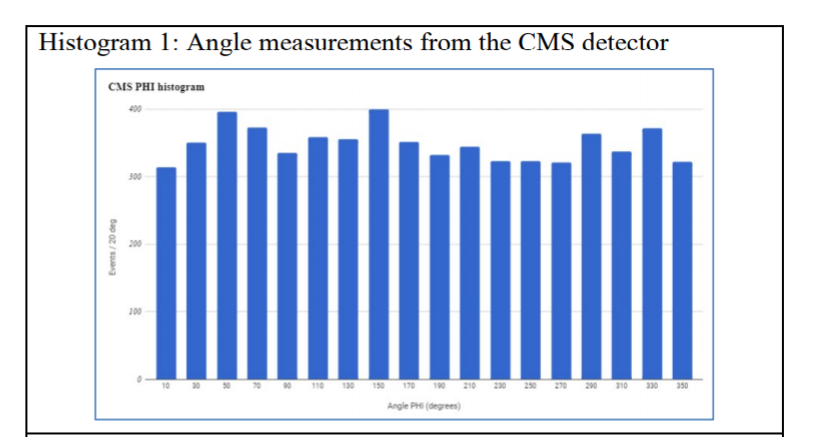 Histogram 1: Angle measurements from the CMS detector
CMS PHI histogram
400
300
200
100
0
Events / 20 deg
10 30 50 70 90 110 130 150 170 190 210 230 250 270 290 310 330 350
Angle PHI (degrees)